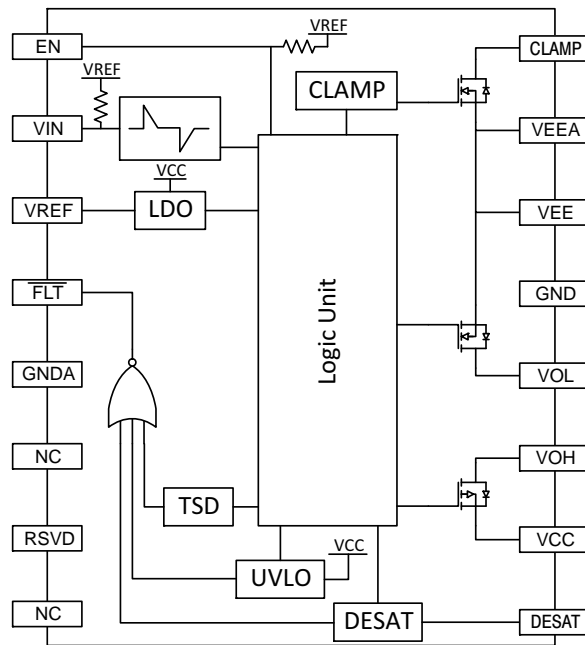 EN
VREF
CLAMP
VREF
CLAMP
VIN
VEEA
VCC
VREF
LDO
VEE
FLT
GND
Logic Unit
GNDA
VOL
NC
VOH
TSD
RSVD
VCC
VCC
UVLO
NC
DESAT
DESAT